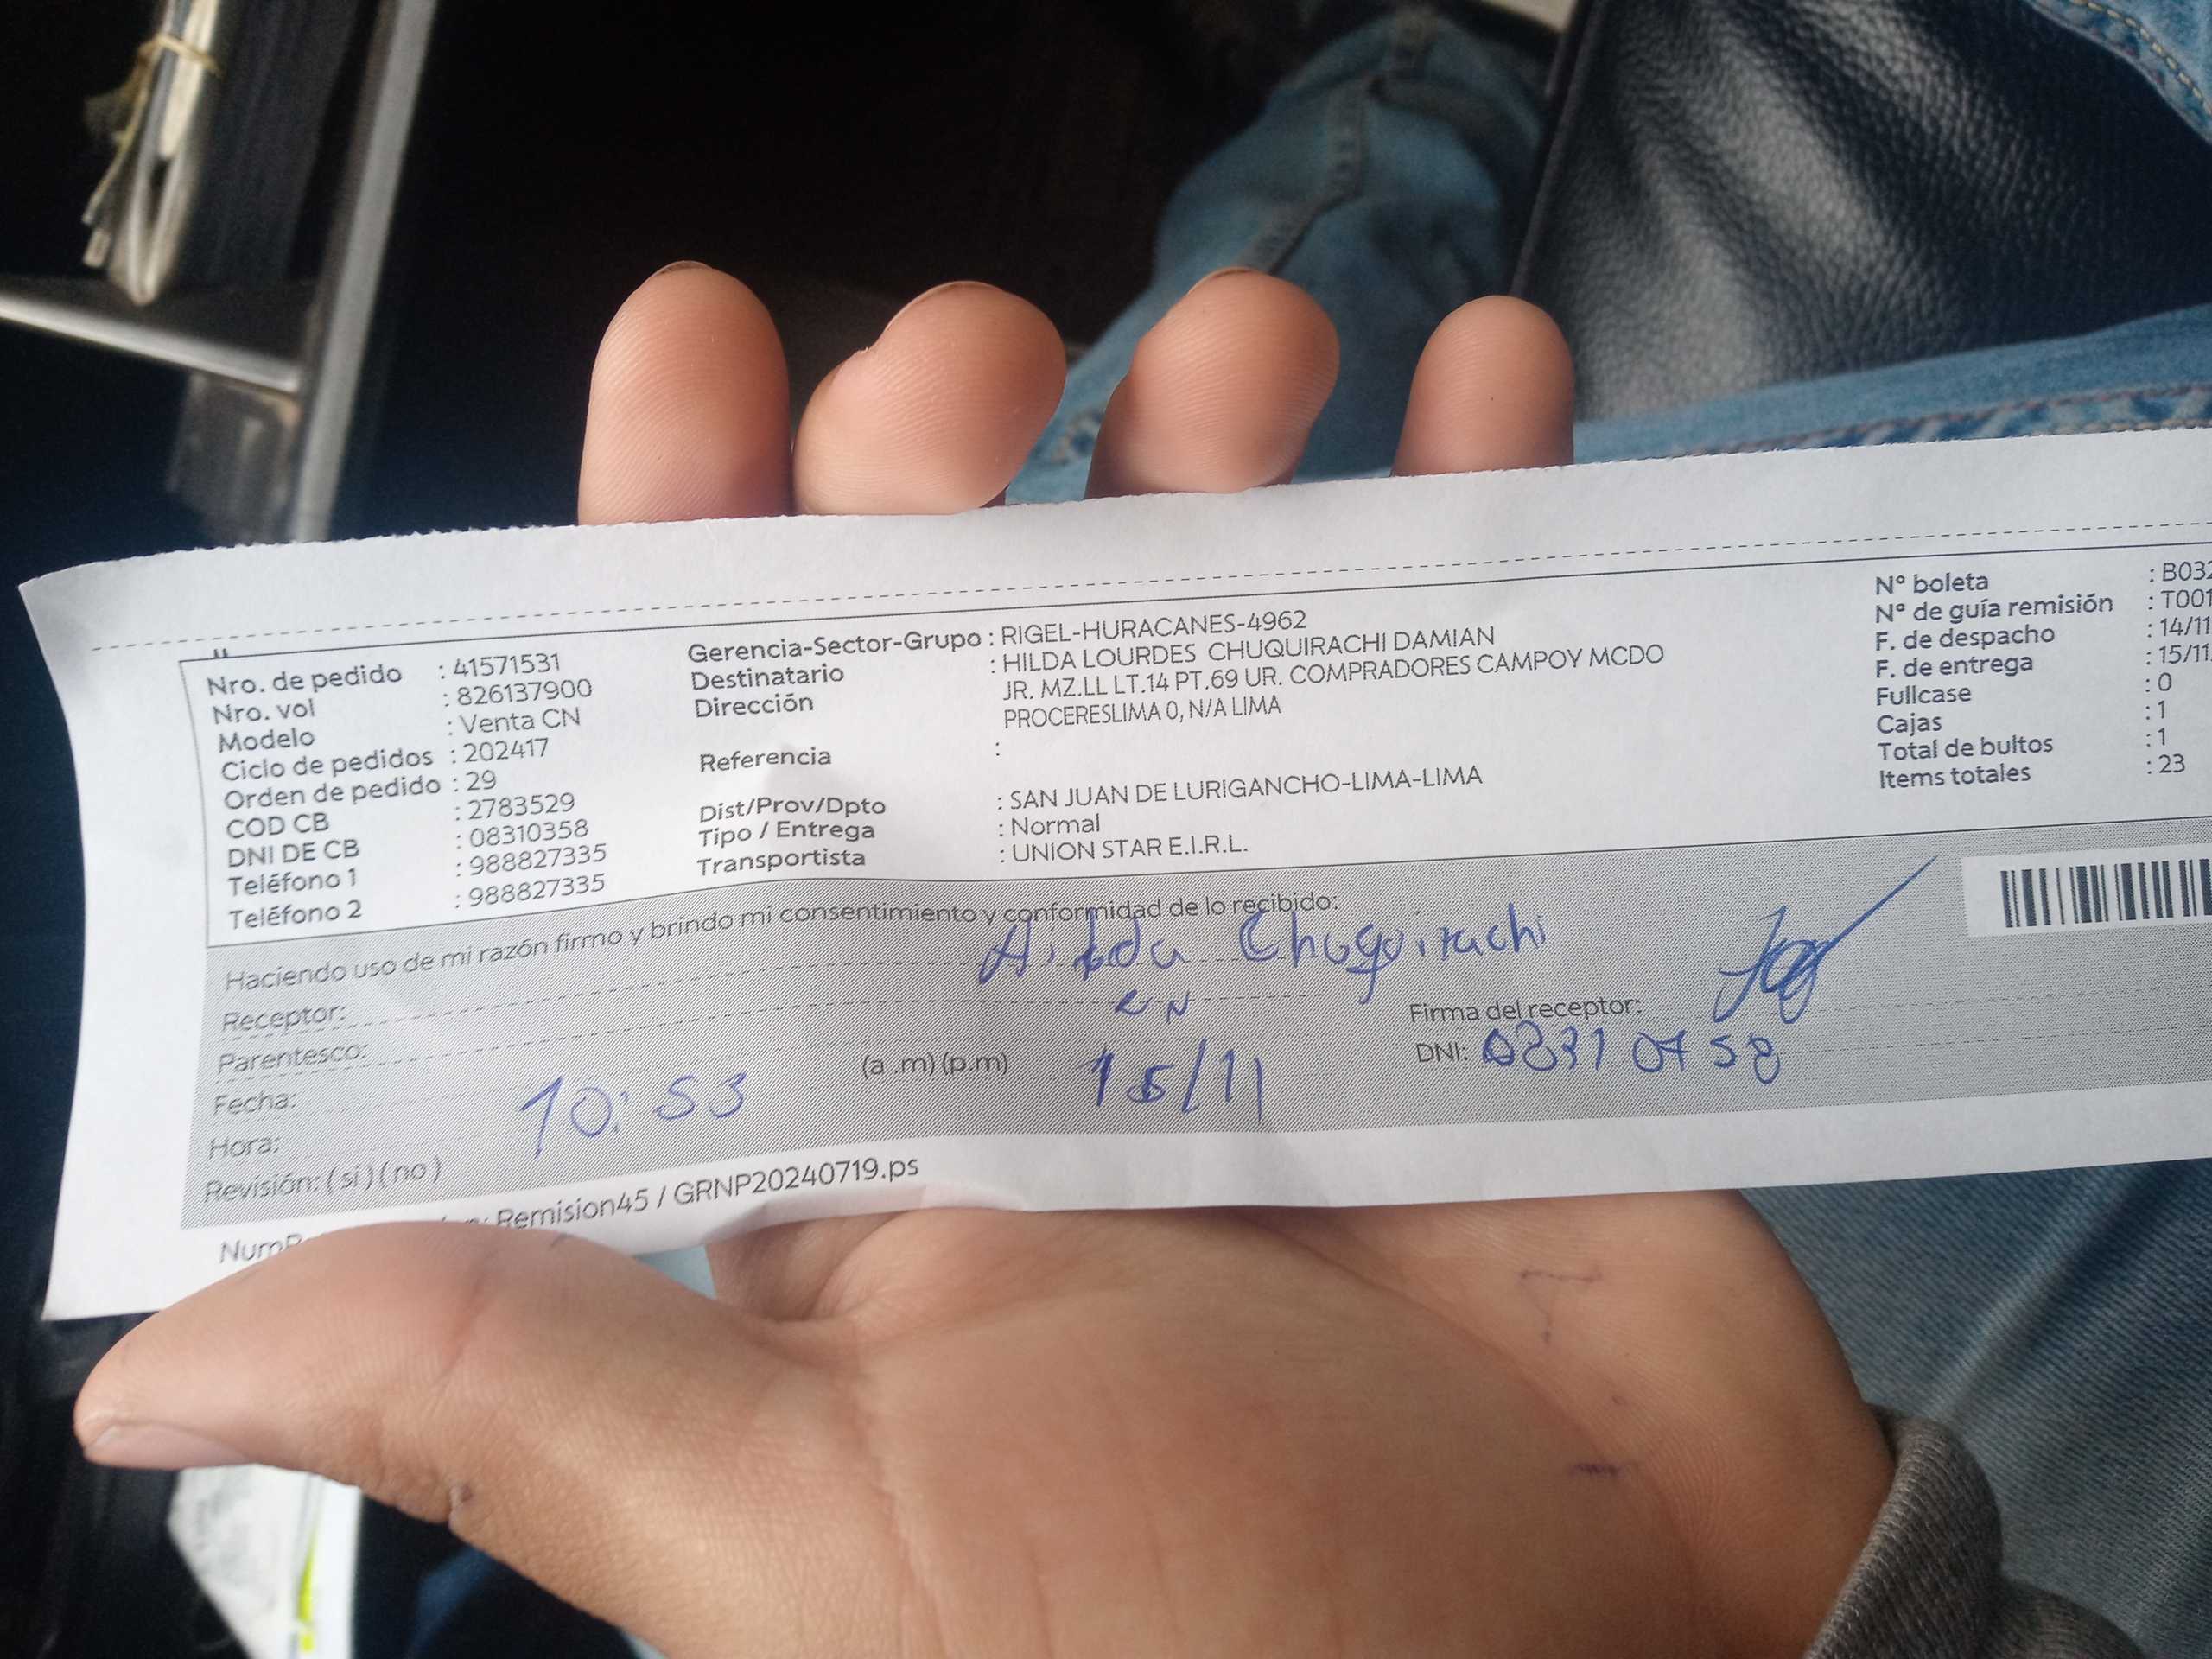 Nro. de pedido : 41571531
Nro. vol : 826137900
Modelo : Venta CN
Ciclo de pedidos : 202417
Orden de pedido : 29
COD CB : 2783529
DNI DE CB : 08310358
Teléfono 1 : 988827335
Teléfono 2 : 988827335
Gerencia-Sector-Grupo : RIGEL-HURACANES-4962
Destinatario : HILDA LOURDES CHUQUIRACHI DAMIAN
Dirección JR. MZ.LL LT.14 PT.69 UR. COMPRADORES CAMPOY MCDO
PROCERESLIMA 0, N/A LIMA
Referencia :
Dist/Prov/Dpto : SAN JUAN DE LURIGANCHO-LIMA-LIMA
Tipo / Entrega : Normal
Transportista : UNION STAR E.I.R.L.
N° boleta : B032
N° de guía remisión : T001
F. de despacho : 14/11
F. de entrega : 15/11
Fullcase : 0
Cajas : 1
Total de bultos : 1
Items totales : 23
Haciendo uso de mi razón firmo y brindo mi consentimiento y conformidad de lo recibido:
Receptor: Chuquirachi
Parentesco:
Fecha: 15/11
Hora: 10:53 (a .m) (p.m)
Revisión: ( si ) ( no )
Firma del receptor:
DNI:
Remision45 / GRNP20240719.ps